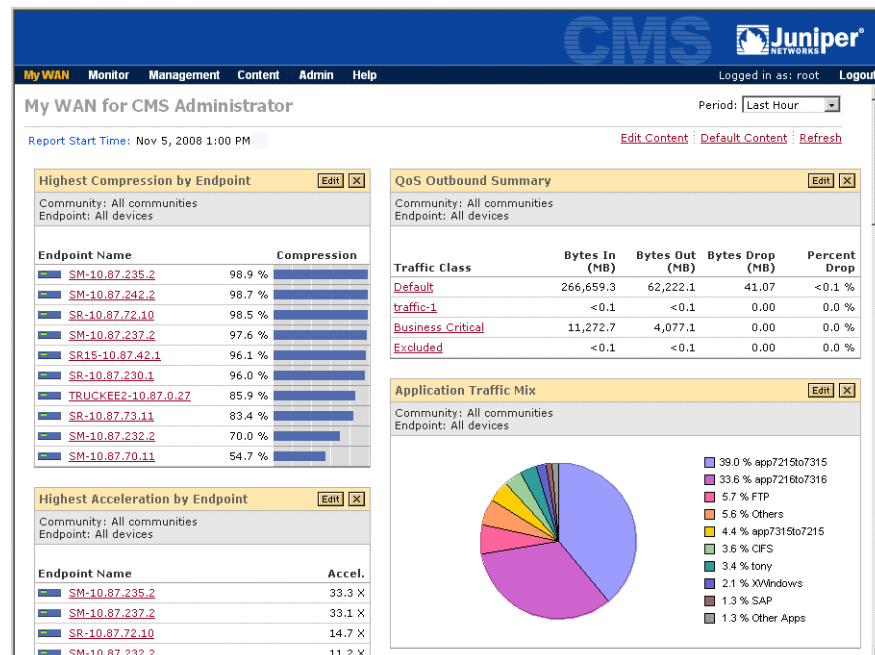 CMS
Juniper®
NETWORKS
My WAN Monitor Management Content Admin Help
Logged in as: root Logout
My WAN for CMS Administrator
Period: Last Hour
Report Start Time: Nov 5, 2008 1:00 PM
Edit Content Default Content Refresh
Highest Compression by Endpoint Edit X
Community: All communities
Endpoint: All devices
Endpoint Name Compression
SM-10.87.235.2 98.9 %
SM-10.87.242.2 98.7 %
SR-10.87.72.10 98.5 %
SM-10.87.237.2 97.6 %
SR15-10.87.42.1 96.1 %
SR-10.87.230.1 96.0 %
TRUCKEE2-10.87.0.27 85.9 %
SR-10.87.73.11 83.4 %
SM-10.87.232.2 70.0 %
SM-10.87.70.11 54.7 %
Highest Acceleration by Endpoint Edit X
Community: All communities
Endpoint: All devices
Endpoint Name Accel.
SM-10.87.235.2 33.3 X
SM-10.87.237.2 33.1 X
SR-10.87.72.10 14.7 X
SM-10.87.232.2 11.2 X
QoS Outbound Summary Edit X
Community: All communities
Endpoint: All devices
Traffic Class Bytes In (MB) Bytes Out (MB) Bytes Drop (MB) Percent Drop
Default 266,659.3 62,222.1 41.07 <0.1 %
traffic-1 <0.1 <0.1 0.00 0.0 %
Business Critical 11,272.7 4,077.1 0.00 0.0 %
Excluded <0.1 <0.1 0.00 0.0 %
Application Traffic Mix Edit X
Community: All communities
Endpoint: All devices
39.0 % app7215to7315
33.6 % app7216to7316
5.7 % FTP
5.6 % Others
4.4 % app7315to7215
3.6 % CIFS
3.4 % tony
2.1 % XWindows
1.3 % SAP
1.3 % Other Apps